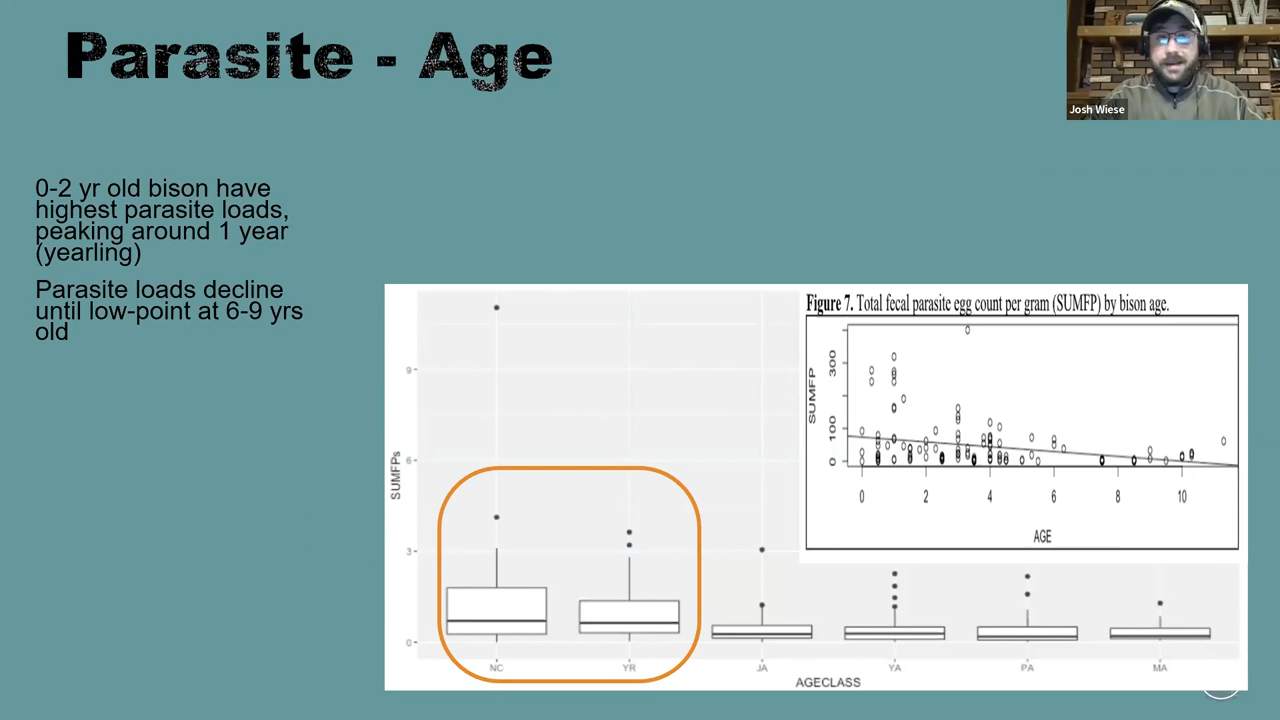 Parasite - Age
Josh Wiese
0-2 yr old bison have
highest parasite loads,
peaking around 1 year
(yearling)
Parasite loads decline
until low-point at 6-9 yrs
old
Figure 7. Total fecal parasite egg count per gram (SUMFP) by bison age.
SUMFP
300
100
0
0 2 4 6 8 10
AGE
SUMFPs
9
6
3
0
NC YR JA YA PA MA
AGECLASS
W